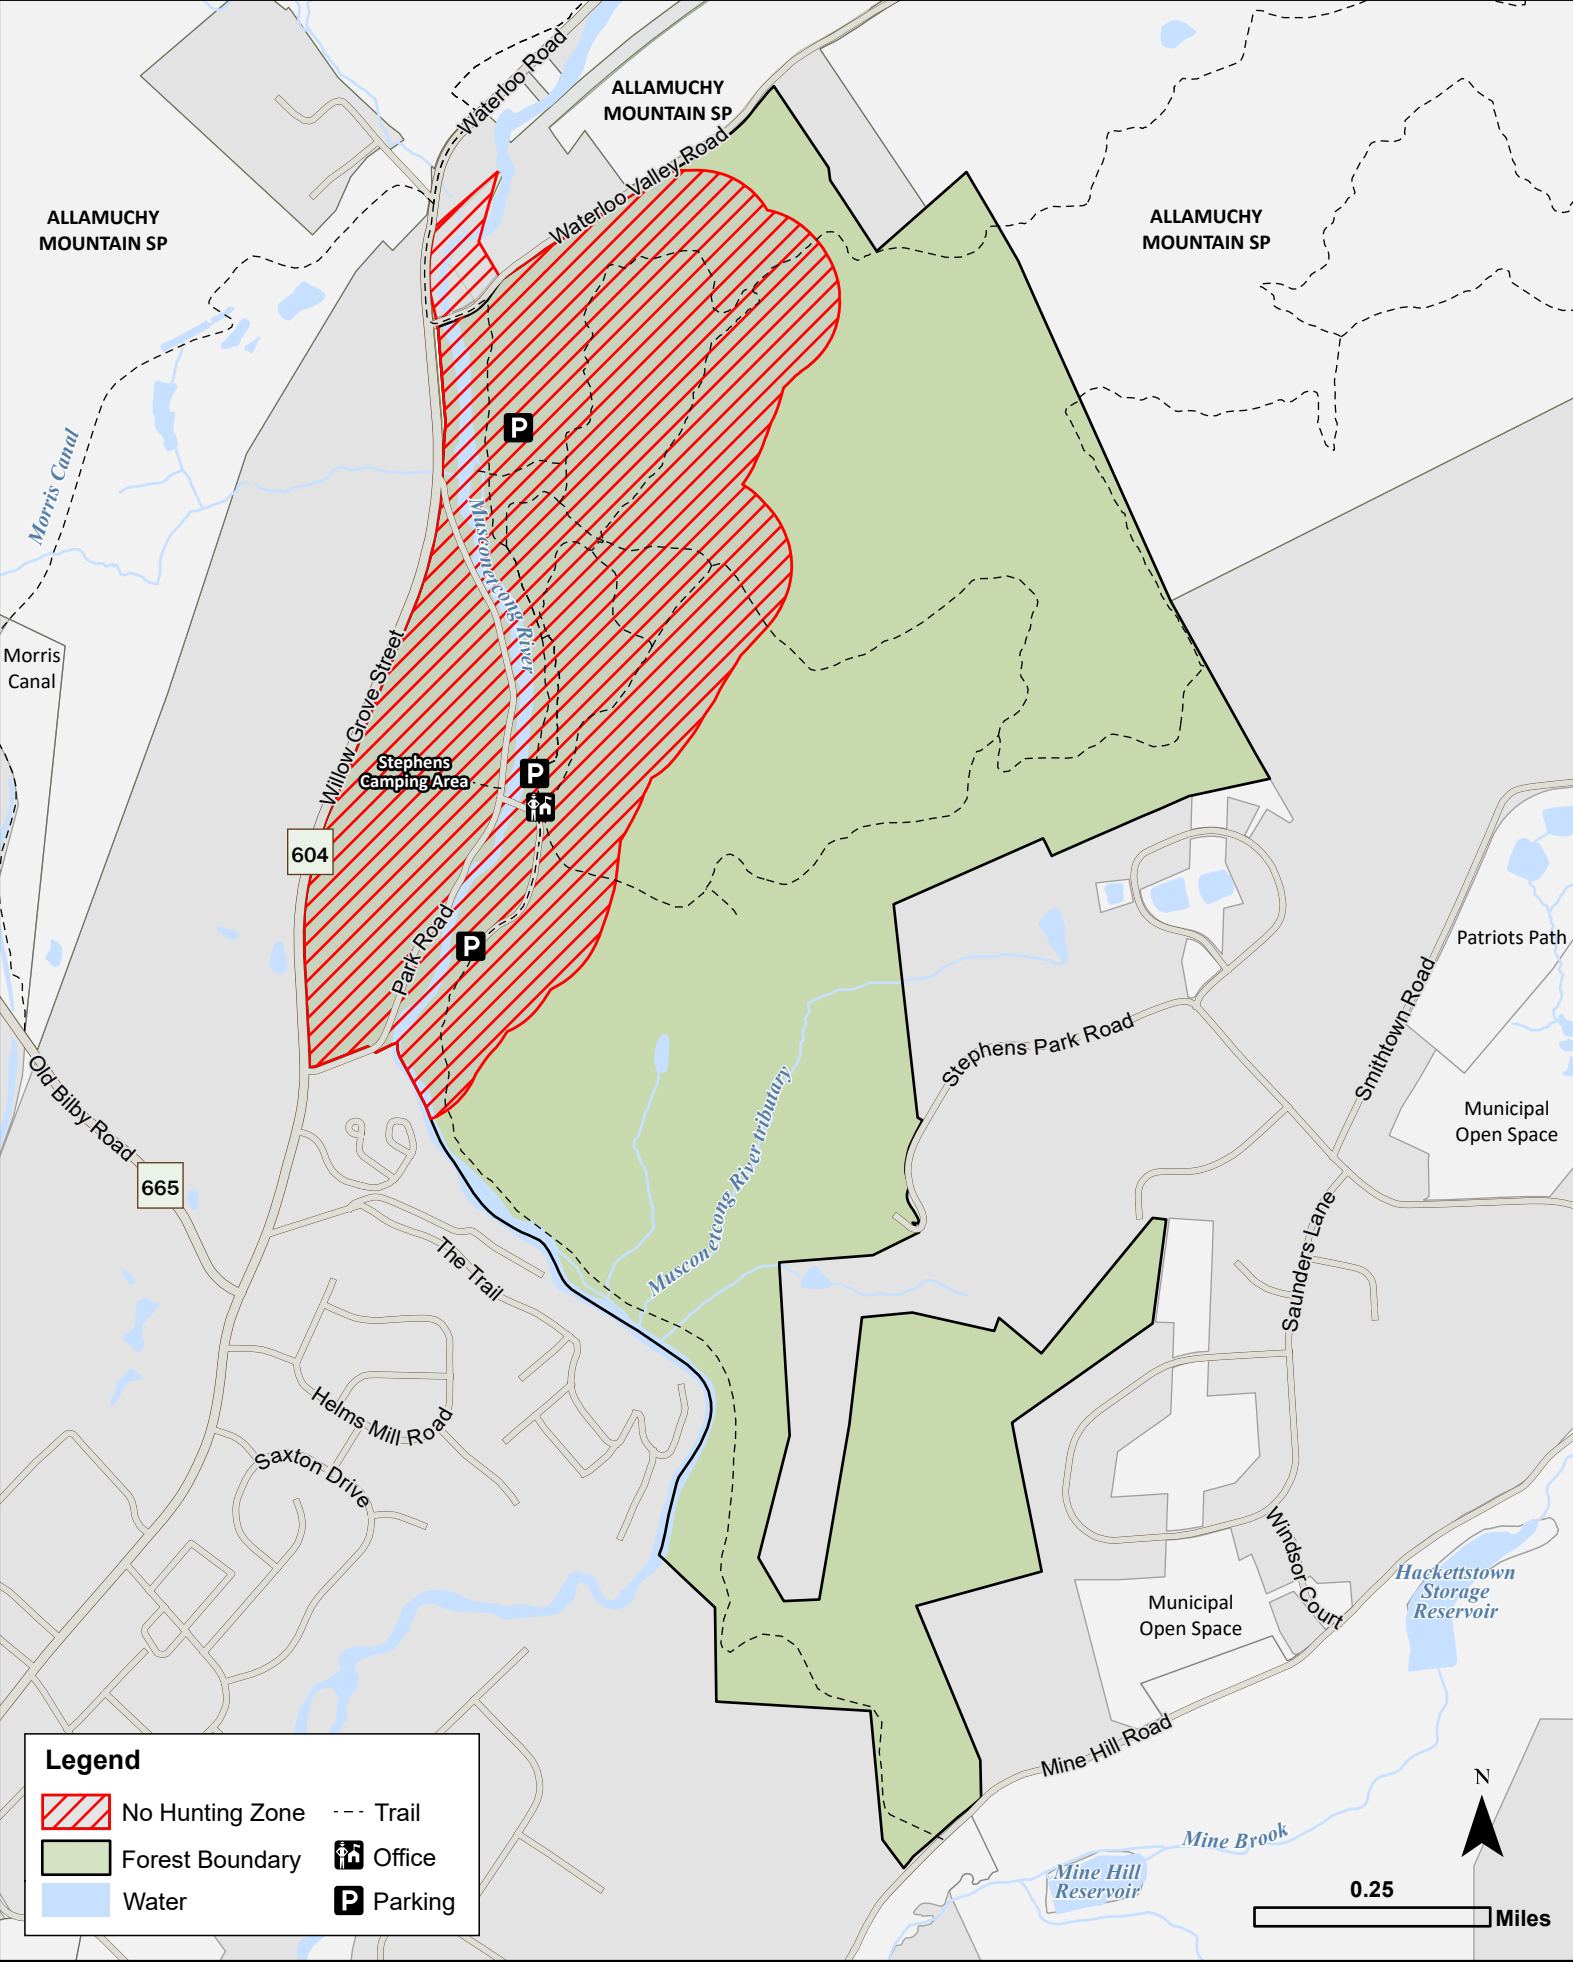 Waterloo Road
ALLAMUCHY
MOUNTAIN SP
Waterloo Valley Road
ALLAMUCHY
MOUNTAIN SP
ALLAMUCHY
MOUNTAIN SP
Morris Canal
Musconetcong River
Morris
Canal
Willow Grove Street
Stephens
Camping Area
P
P
604
P
Park Road
Patriots Path
Smithtown Road
Stephens Park Road
Old Bilby Road
Municipal
Open Space
665
Musconetcong River tributary
The Trail
Saunders Lane
Helms Mill Road
Saxton Drive
Windsor Court
Hackettstown
Storage
Reservoir
Municipal
Open Space
Mine Hill Road
Mine Brook
Mine Hill
Reservoir
N
0.25
Miles
Legend
No Hunting Zone
Trail
Forest Boundary
Office
Water
P Parking